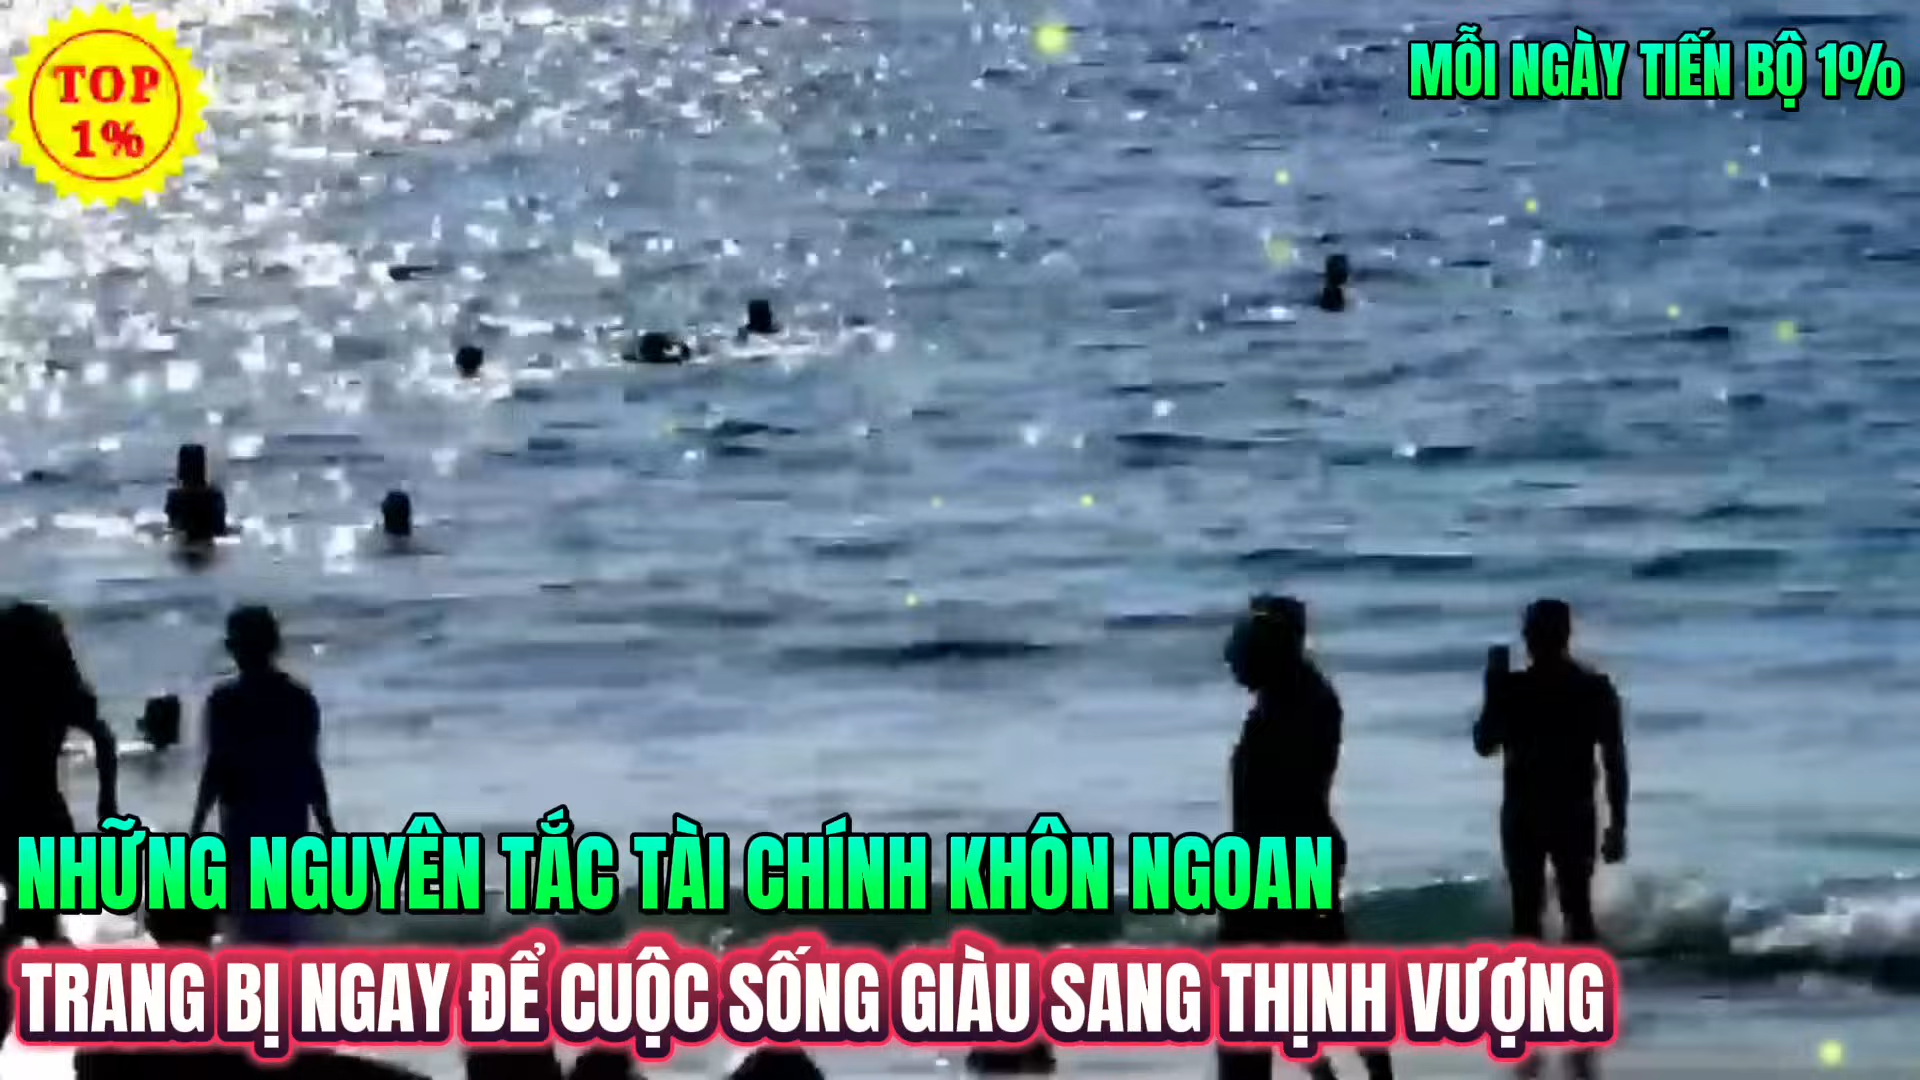 TOP
1%
MỖI NGÀY TIẾN BỘ 1%
NHỮNG NGUYÊN TẮC TÀI CHÍNH KHÔN NGOAN
TRANG BỊ NGAY ĐỂ CUỘC SỐNG GIÀU SANG THỊNH VƯỢNG